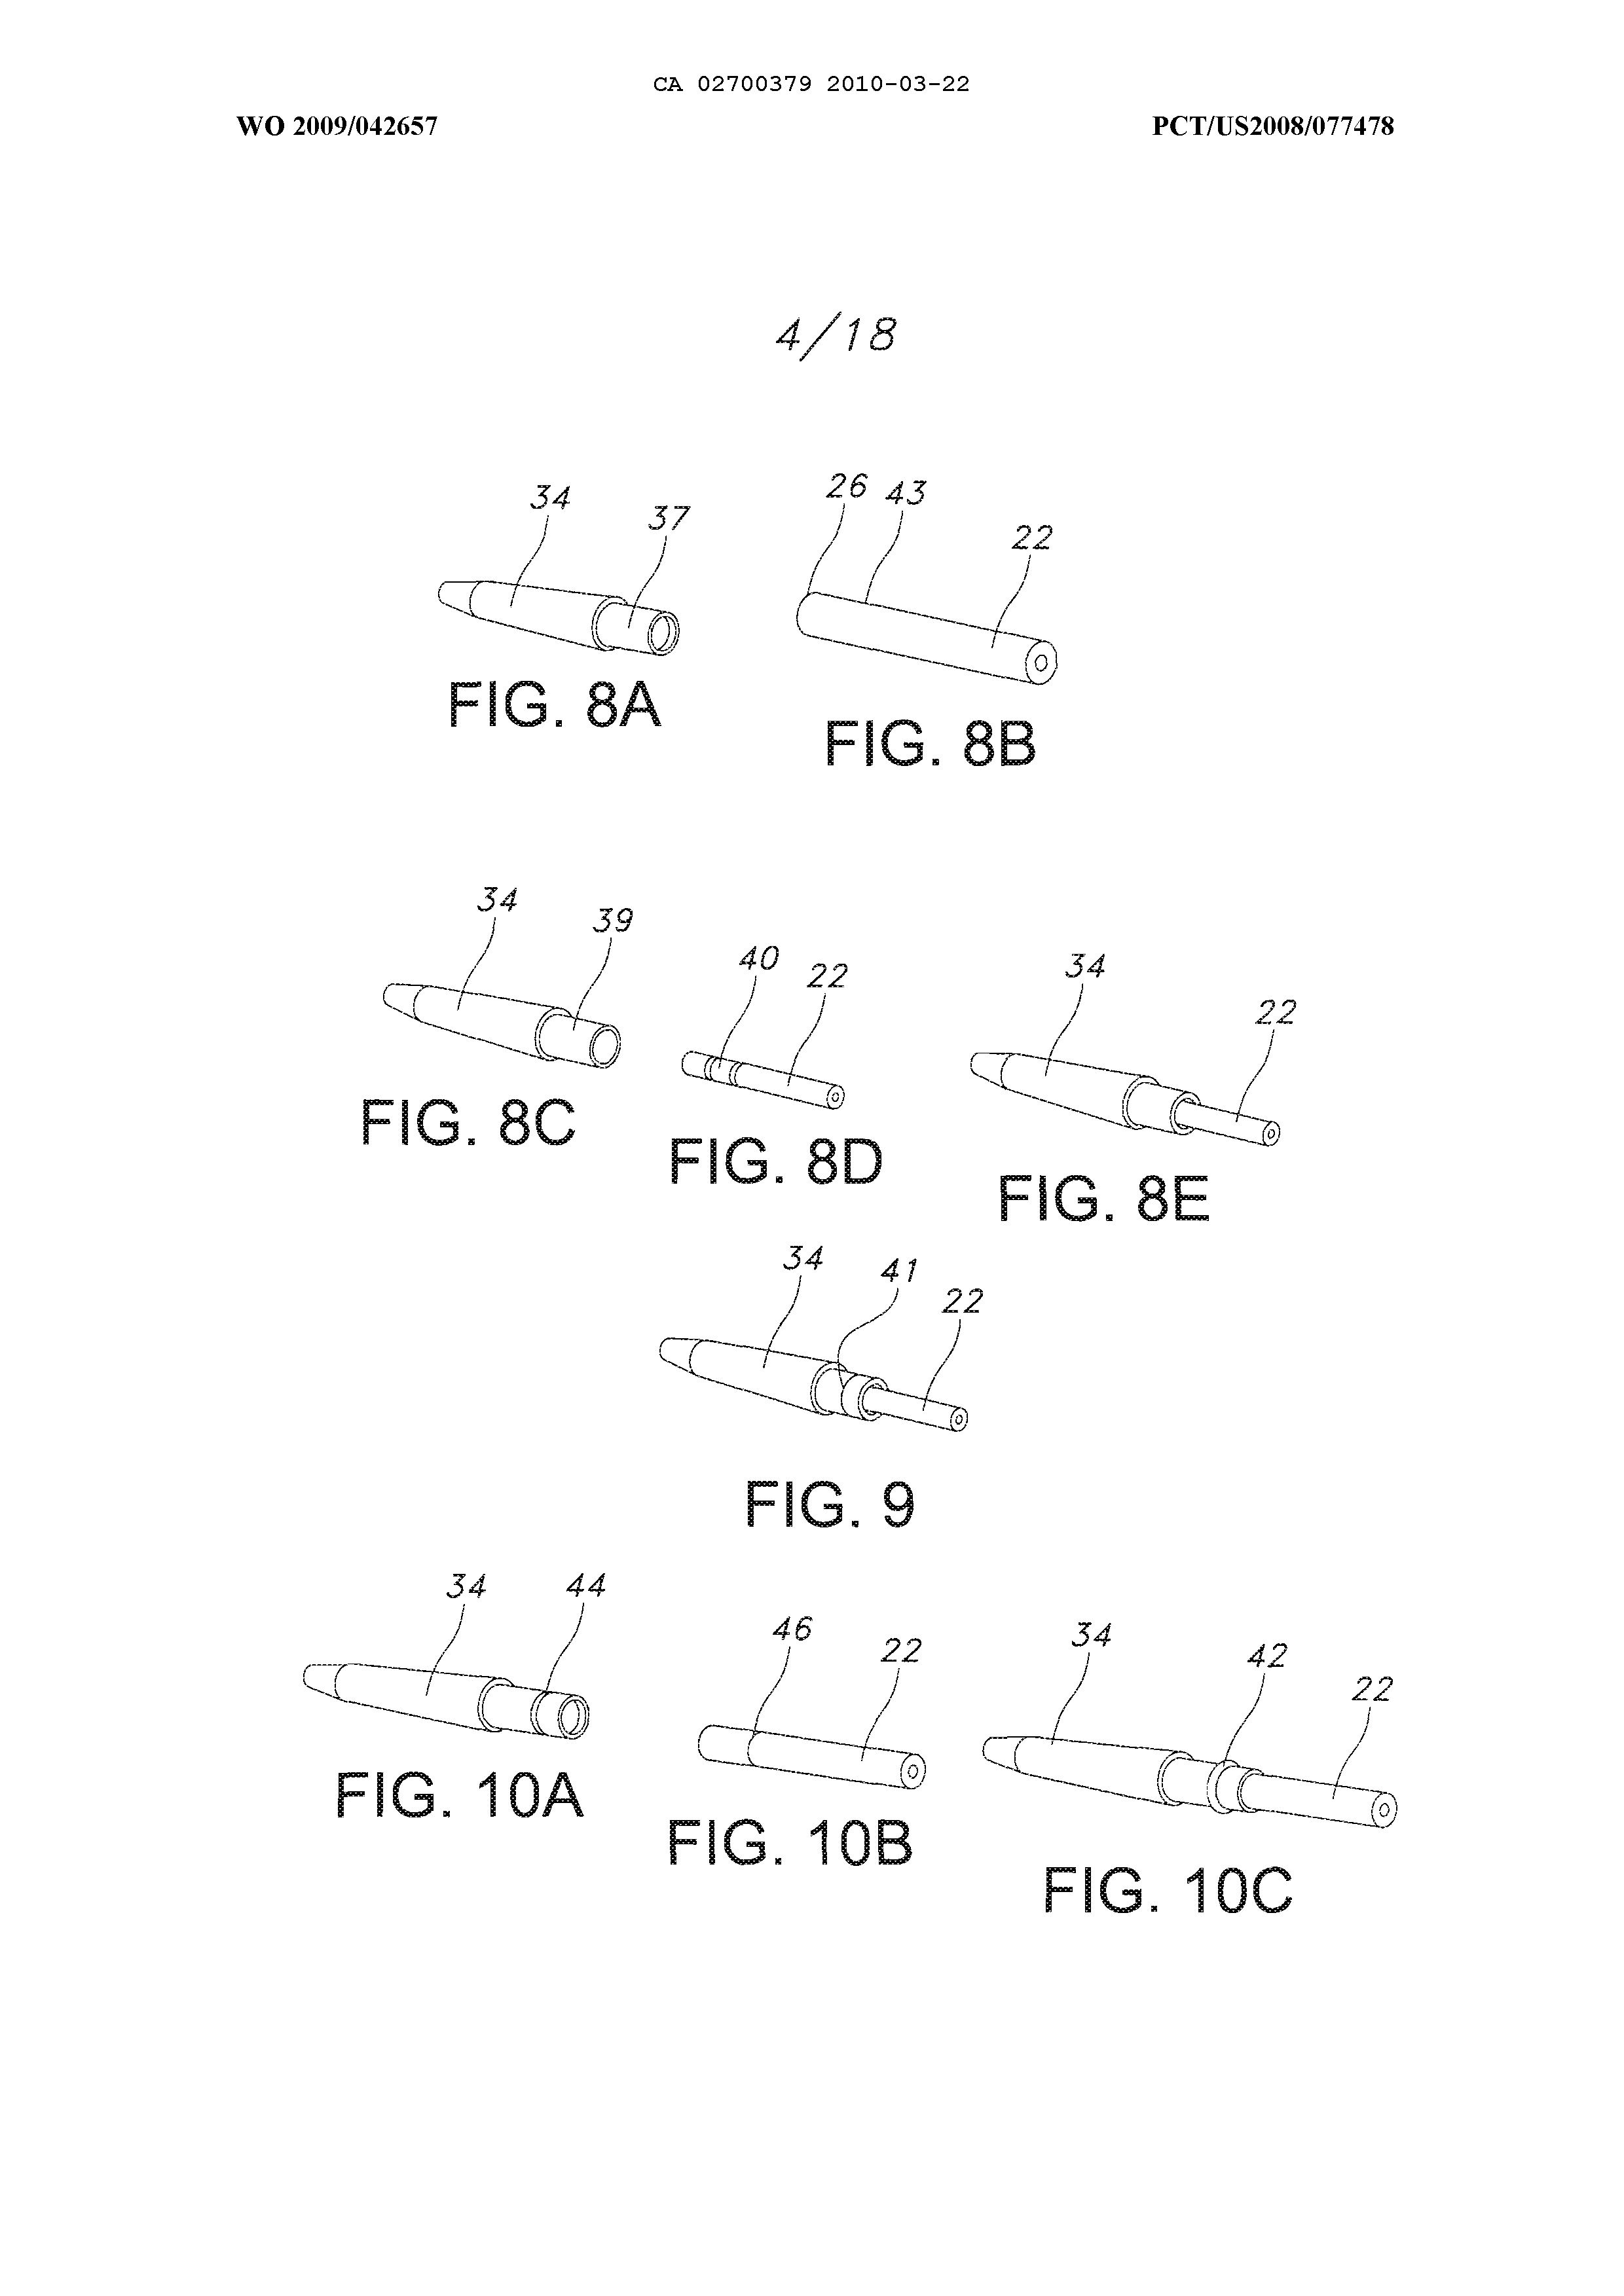 CA 02700379 2010-03-22
WO 2009/042657 PCT/US2008/077478
4/18
34 37 26 43 22
FIG. 8A FIG. 8B
34 39 40 22 34 22
FIG. 8C FIG. 8D FIG. 8E
34 41 22
FIG. 9
34 44 46 22 34 42 22
FIG. 10A FIG. 10B FIG. 10C